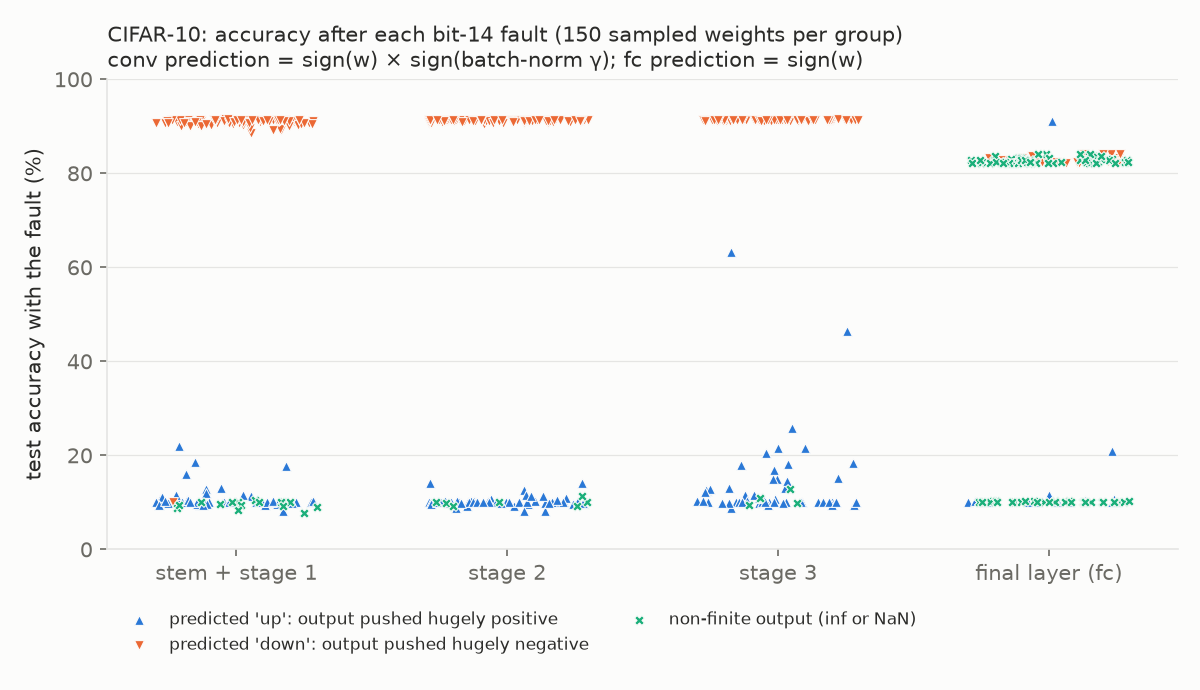 CIFAR-10: accuracy after each bit-14 fault (150 sampled weights per group)
conv prediction = sign(w) × sign(batch-norm γ); fc prediction = sign(w)
test accuracy with the fault (%)
100
80
60
40
20
0
stem + stage 1
stage 2
stage 3
final layer (fc)
predicted 'up': output pushed hugely positive
predicted 'down': output pushed hugely negative
non-finite output (inf or NaN)